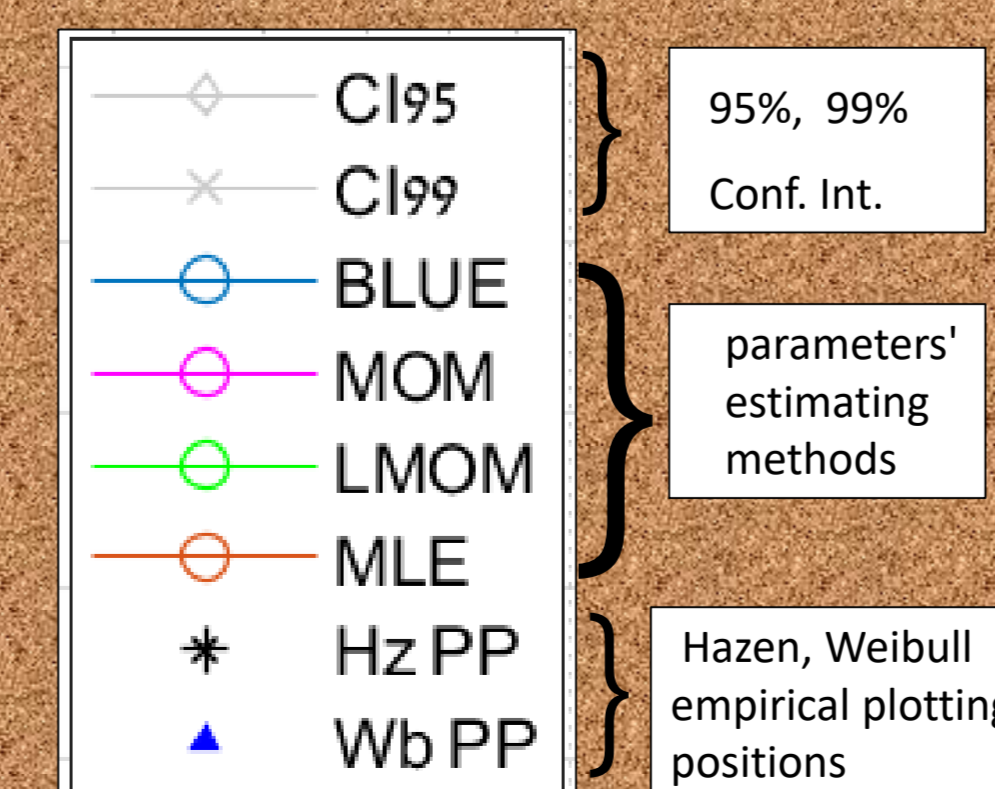 CI95
CI99
BLUE
MOM
LMOM
MLE
Hz PP
Wb PP
95%, 99%
Conf. Int.
parameters'
estimating
methods
Hazen, Weibull
empirical plotting
positions